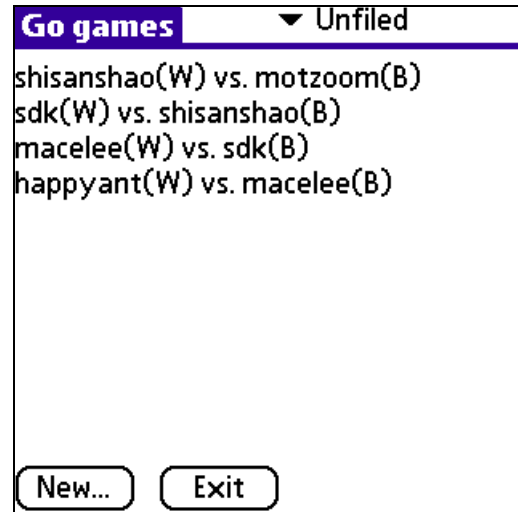 Go games
Unfiled
shisanshao(W) vs. motzoom(B)
sdk(W) vs. shisanshao(B)
macelee(W) vs. sdk(B)
happyant(W) vs. macelee(B)
New... Exit